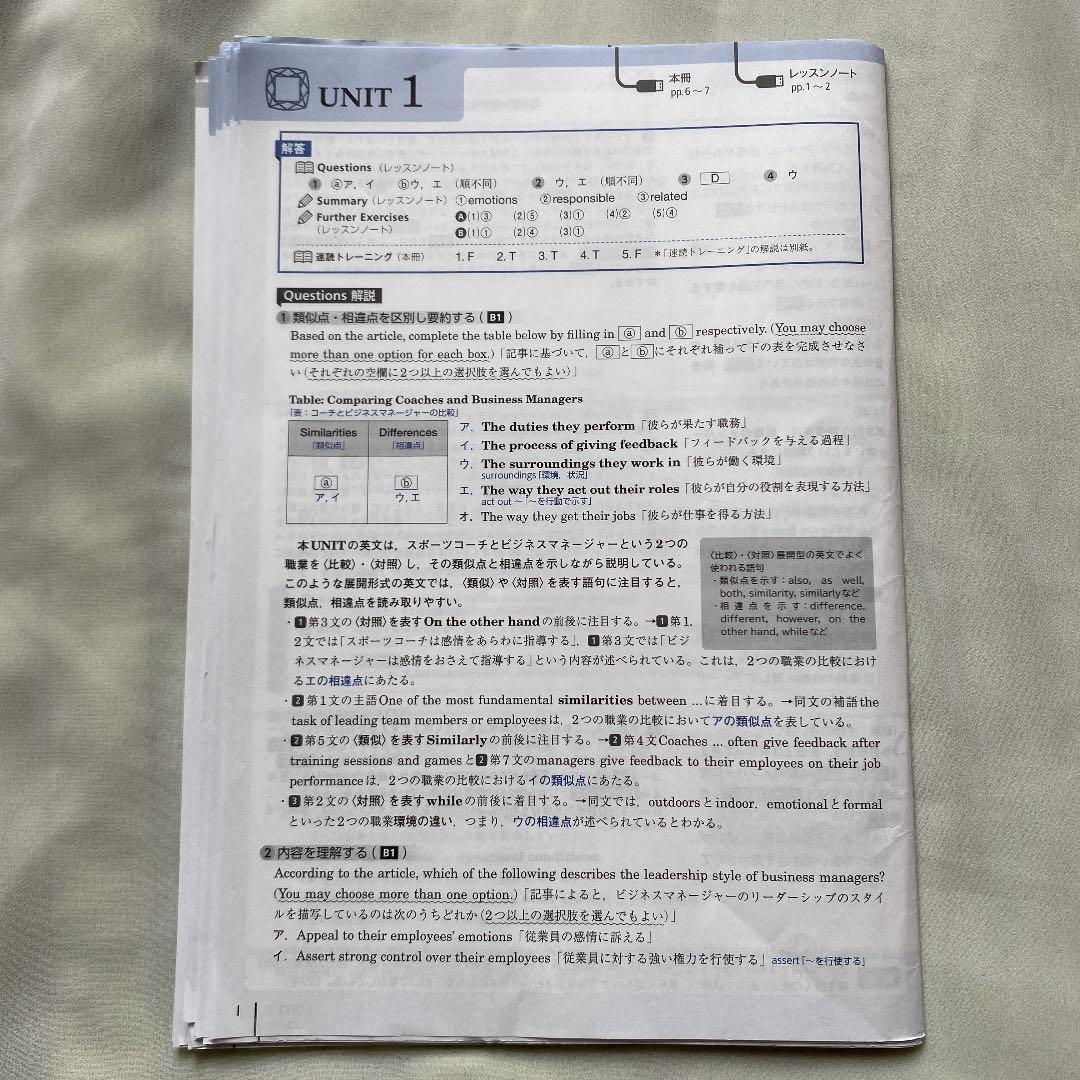 UNIT 1
本冊
pp.6～7
レッスンノート
pp.1～2
解答
Questions（レッスンノート）
1 ⓐア，イ ⓑウ，エ （順不同） 2 ウ，エ （順不同） 3 D 4 ウ
Summary（レッスンノート） ①emotions ②responsible ③related
Further Exercises A(1)③ (2)⑤ (3)① (4)② (5)④
（レッスンノート） B(1)① (2)④ (3)①
速読トレーニング（本冊） 1. F 2. T 3. T 4. T 5. F ＊「速読トレーニング」の解説は別紙。
Questions 解説
1 類似点・相違点を区別し要約する（B1）
Based on the article, complete the table below by filling in ⓐ and ⓑ respectively. (You may choose
more than one option for each box.)「記事に基づいて，ⓐとⓑにそれぞれ補って下の表を完成させなさ
い（それぞれの空欄に2つ以上の選択肢を選んでもよい）」
Table: Comparing Coaches and Business Managers
「表：コーチとビジネスマネージャーの比較」
Similarities Differences
「類似点」 「相違点」
ⓐ ⓑ
ア，イ ウ，エ
ア．The duties they perform「彼らが果たす職務」
イ．The process of giving feedback「フィードバックを与える過程」
ウ．The surroundings they work in「彼らが働く環境」
surroundings「環境，状況」
エ．The way they act out their roles「彼らが自分の役割を表現する方法」
act out ～「～を行動で示す」
オ．The way they get their jobs「彼らが仕事を得る方法」
本UNITの英文は，スポーツコーチとビジネスマネージャーという2つの
職業を〈比較〉・〈対照〉し，その類似点と相違点を示しながら説明している。
このような展開形式の英文では，〈類似〉や〈対照〉を表す語句に注目すると，
類似点，相違点を読み取りやすい。
〈比較〉・〈対照〉展開型の英文でよく
使われる語句
・類似点を示す：also, as well,
both, similarity, similarlyなど
・相違点を示す：difference,
different, however, on the
other hand, whileなど
・1第3文の〈対照〉を表すOn the other handの前後に注目する。→1第1,
2文では「スポーツコーチは感情をあらわに指導する」，1第3文では「ビジ
ネスマネージャーは感情をおさえて指導する」という内容が述べられている。これは，2つの職業の比較におけ
るエの相違点にあたる。
・2第1文の主語One of the most fundamental similarities between ...に着目する。→同文の補語the
task of leading team members or employeesは，2つの職業の比較においてアの類似点を表している。
・2第5文の〈類似〉を表すSimilarlyの前後に注目する。→2第4文Coaches ... often give feedback after
training sessions and gamesと2第7文のmanagers give feedback to their employees on their job
performanceは，2つの職業の比較におけるイの類似点にあたる。
・3第2文の〈対照〉を表すwhileの前後に着目する。→同文では，outdoorsとindoor，emotionalとformal
といった2つの職業環境の違い，つまり，ウの相違点が述べられているとわかる。
2 内容を理解する（B1）
According to the article, which of the following describes the leadership style of business managers?
(You may choose more than one option.)「記事によると，ビジネスマネージャーのリーダーシップのスタイ
ルを描写しているのは次のうちどれか（2つ以上の選択肢を選んでもよい）」
ア．Appeal to their employees' emotions「従業員の感情に訴える」
イ．Assert strong control over their employees「従業員に対する強い権力を行使する」 assert「～を行使する」
1